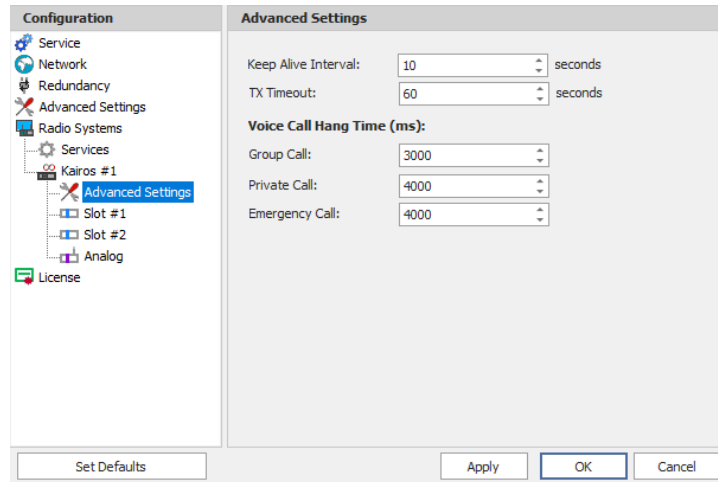 Configuration
Service
Network
Redundancy
Advanced Settings
Radio Systems
Services
Kairos #1
Advanced Settings
Slot #1
Slot #2
Analog
License
Set Defaults
Advanced Settings
Keep Alive Interval: 10 seconds
TX Timeout: 60 seconds
Voice Call Hang Time (ms):
Group Call: 3000
Private Call: 4000
Emergency Call: 4000
Apply OK Cancel